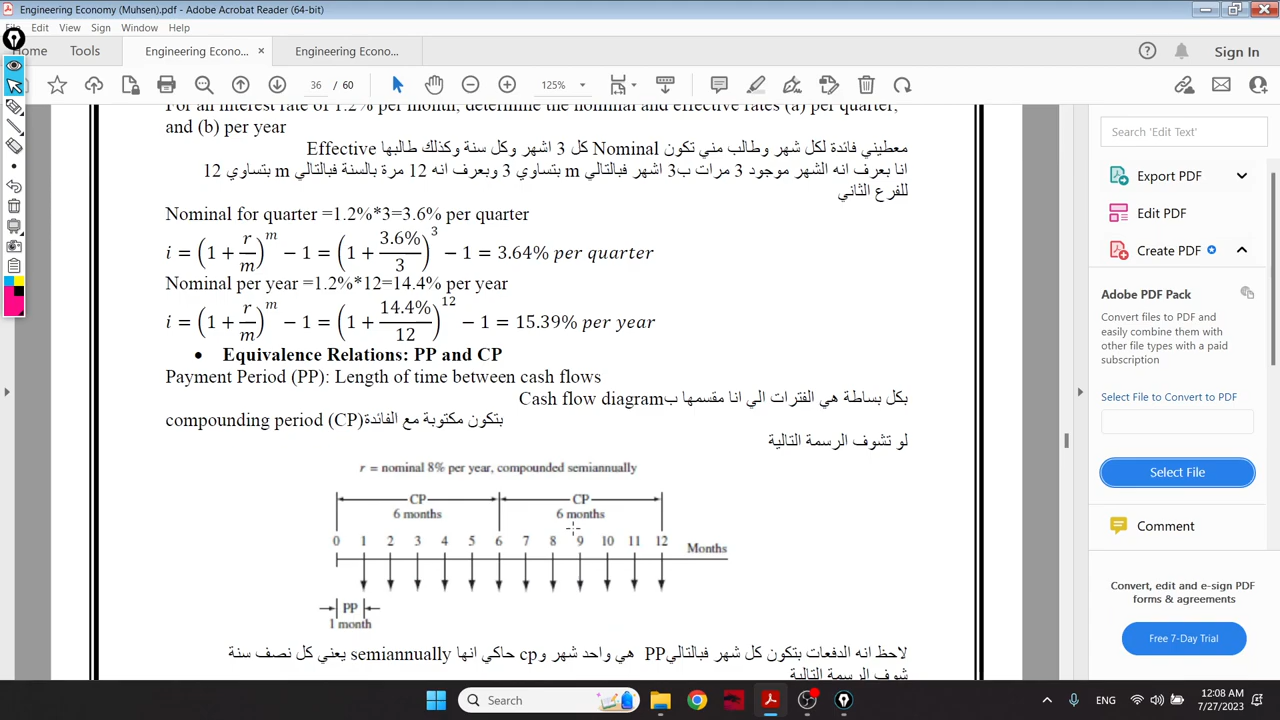 Engineering Economy (Muhsen).pdf - Adobe Acrobat Reader (64-bit)
File Edit View Sign Window Help
Home Tools Engineering Econo... × Engineering Econo... Sign In
36 / 60 125%
For an interest rate of 1.2% per month, determine the nominal and effective rates (a) per quarter,
and (b) per year
معطيني فائدة لكل شهر وطالب مني تكون Nominal كل 3 اشهر وكل سنة وكذلك طالبها Effective
انا بعرف انه الشهر موجود 3 مرات ب3 اشهر فبالتالي m بتساوي 3 وبعرف انه 12 مرة بالسنة فبالتالي m بتساوي 12
للفرع الثاني
Nominal for quarter =1.2%*3=3.6% per quarter
i = (1 + r/m)^m − 1 = (1 + 3.6%/3)^3 − 1 = 3.64% per quarter
Nominal per year =1.2%*12=14.4% per year
i = (1 + r/m)^m − 1 = (1 + 14.4%/12)^12 − 1 = 15.39% per year
• Equivalence Relations: PP and CP
Payment Period (PP): Length of time between cash flows
بكل بساطة هي الفترات الي انا مقسمها بCash flow diagram
compounding period (CP)بتكون مكتوبة مع الفائدة
لو تشوف الرسمة التالية
r = nominal 8% per year, compounded semiannually
CP CP
6 months 6 months
0 1 2 3 4 5 6 7 8 9 10 11 12 Months
PP
1 month
لاحظ انه الدفعات بتكون كل شهر فبالتاليPP هي واحد شهر وcp حاكي انها semiannually يعني كل نصف سنة
شوف الرسمة التالية
Search 'Edit Text'
Export PDF
Edit PDF
Create PDF
Adobe PDF Pack
Convert files to PDF and
easily combine them with
other file types with a paid
subscription
Select File to Convert to PDF
Select File
Comment
Convert, edit and e-sign PDF
forms & agreements
Free 7-Day Trial
Search
ENG
12:08 AM
7/27/2023